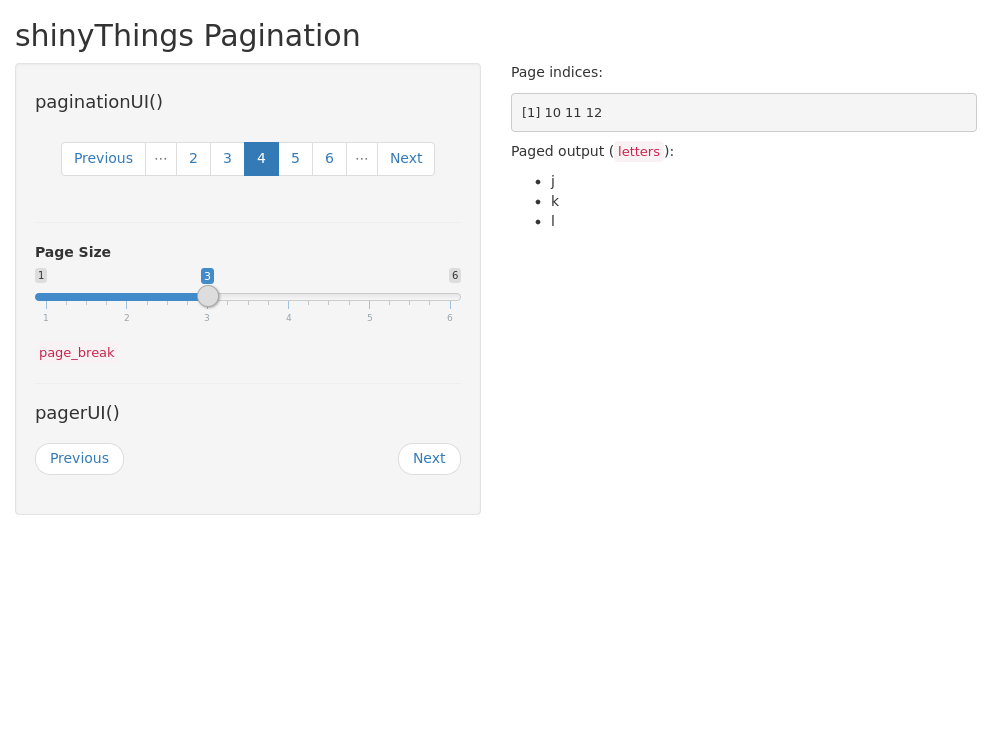 shinyThings Pagination
paginationUI()
Previous ... 2 3 4 5 6 ... Next
Page Size
1 3 6
1 2 3 4 5 6
page_break
pagerUI()
Previous Next
Page indices:
[1] 10 11 12
Paged output ( letters ):
• j
• k
• l